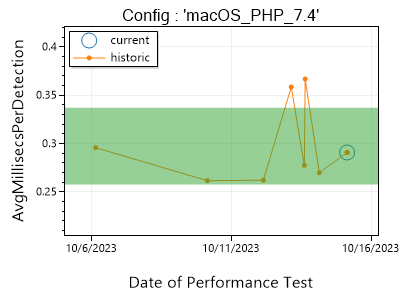 Config : 'macOS_PHP_7.4'
current
historic
AvgMillisecsPerDetection
0.4
0.35
0.3
0.25
10/6/2023
10/11/2023
10/16/2023
Date of Performance Test